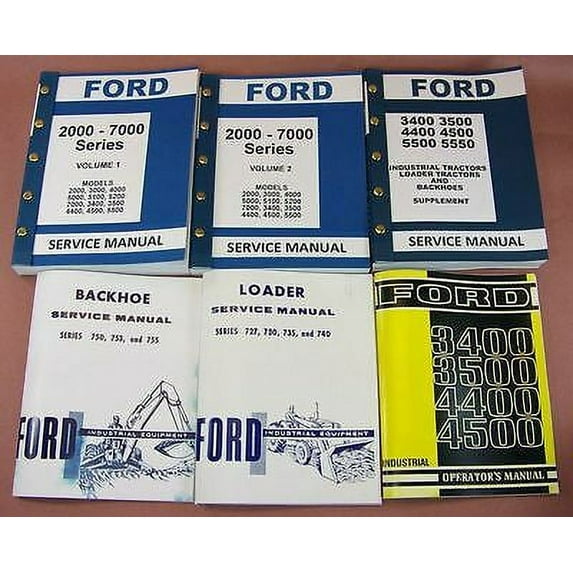 FORD
2000 - 7000
Series
VOLUME 1
MODELS
2000, 3000, 4000
5000, 5100, 5200
7000, 3400, 3500
4400, 4500, 5500
SERVICE MANUAL
FORD
2000 - 7000
Series
VOLUME 2
MODELS
2000, 3000, 4000
5000, 5100, 5200
7000, 3400, 3500
4400, 4500, 5500
SERVICE MANUAL
FORD
3400 3500
4400 4500
5500 5550
INDUSTRIAL TRACTORS
LOADER TRACTORS
AND
BACKHOES
SUPPLEMENT
SERVICE MANUAL
BACKHOE
SERVICE MANUAL
SERIES 750, 753, and 755
FORD
INDUSTRIAL EQUIPMENT
LOADER
SERVICE MANUAL
SERIES 727, 730, 735, and 740
FORD
INDUSTRIAL EQUIPMENT
FORD
3400
3500
4400
4500
INDUSTRIAL
OPERATOR'S MANUAL